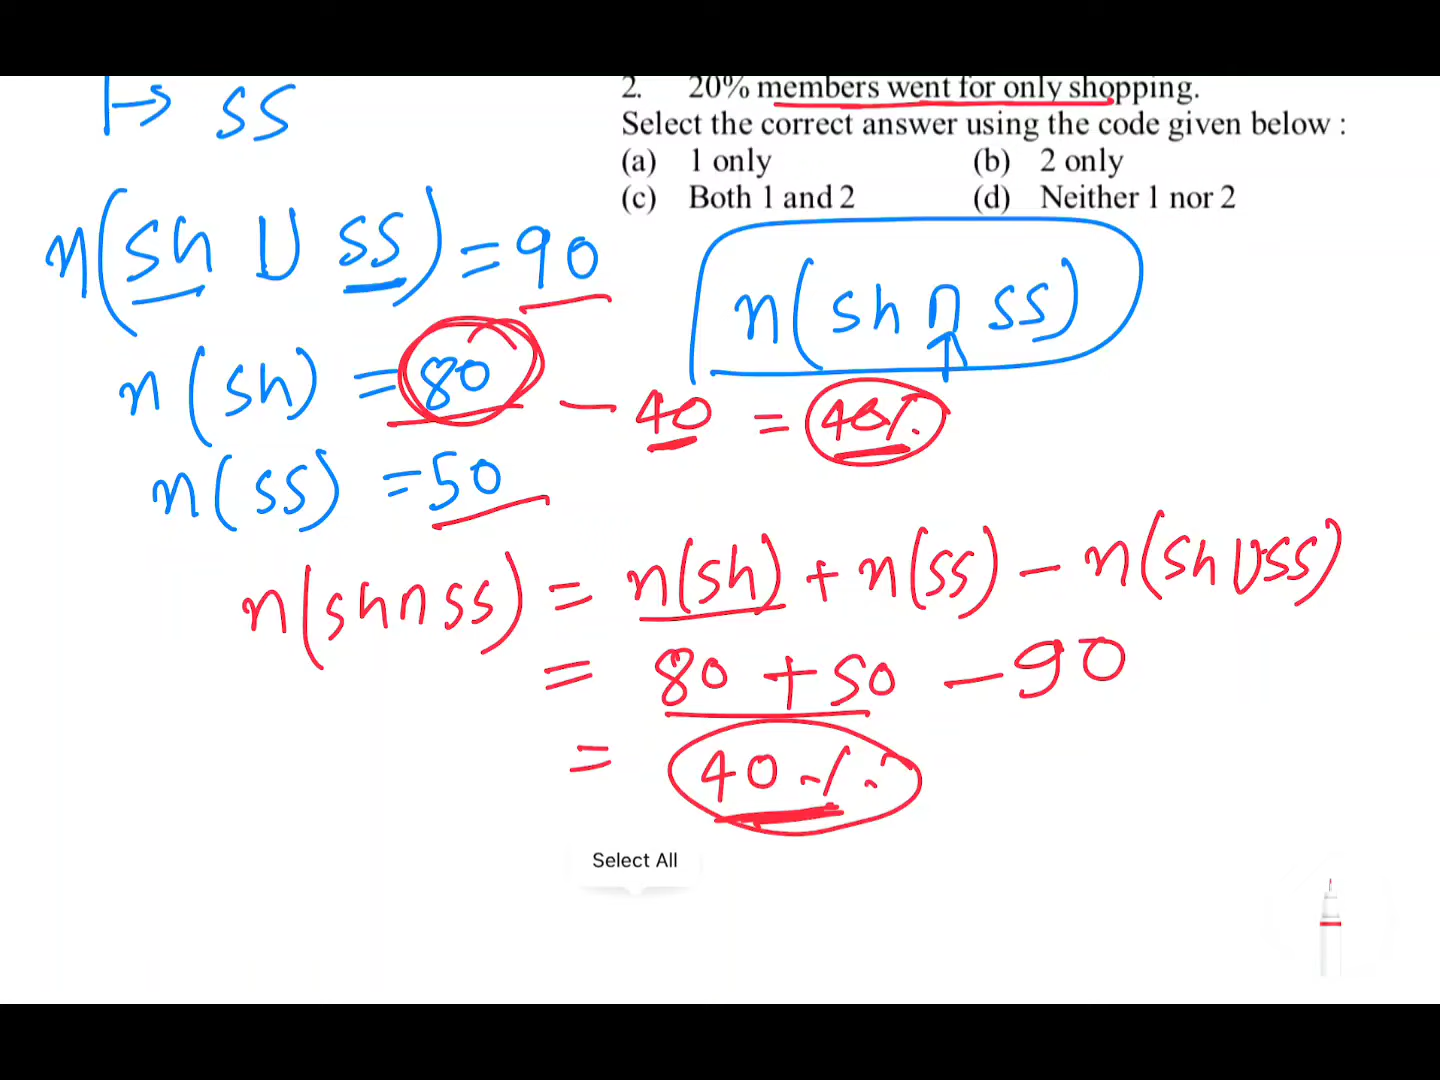 2. 20% members went for only shopping.
Select the correct answer using the code given below :
(a) 1 only (b) 2 only
(c) Both 1 and 2 (d) Neither 1 nor 2
→ ss
n(sh ∪ ss) = 90
n(sh ∩ ss)
n(sh) = 80 - 40 = 40%
n(ss) = 50
n(sh∩ss) = n(sh) + n(ss) - n(sh∪ss)
= 80 + 50 - 90
= 40%
Select All